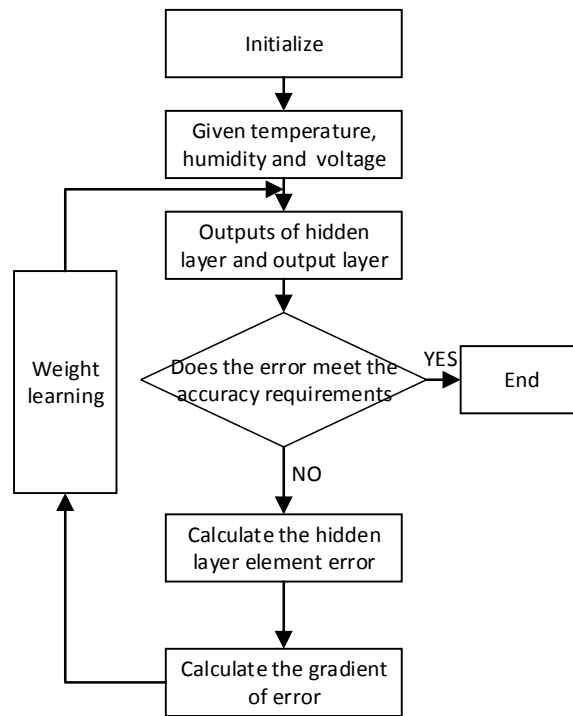 Initialize
Given temperature,
humidity and voltage
Outputs of hidden
layer and output layer
Weight
learning
Does the error meet the
accuracy requirements
YES
End
NO
Calculate the hidden
layer element error
Calculate the gradient
of error